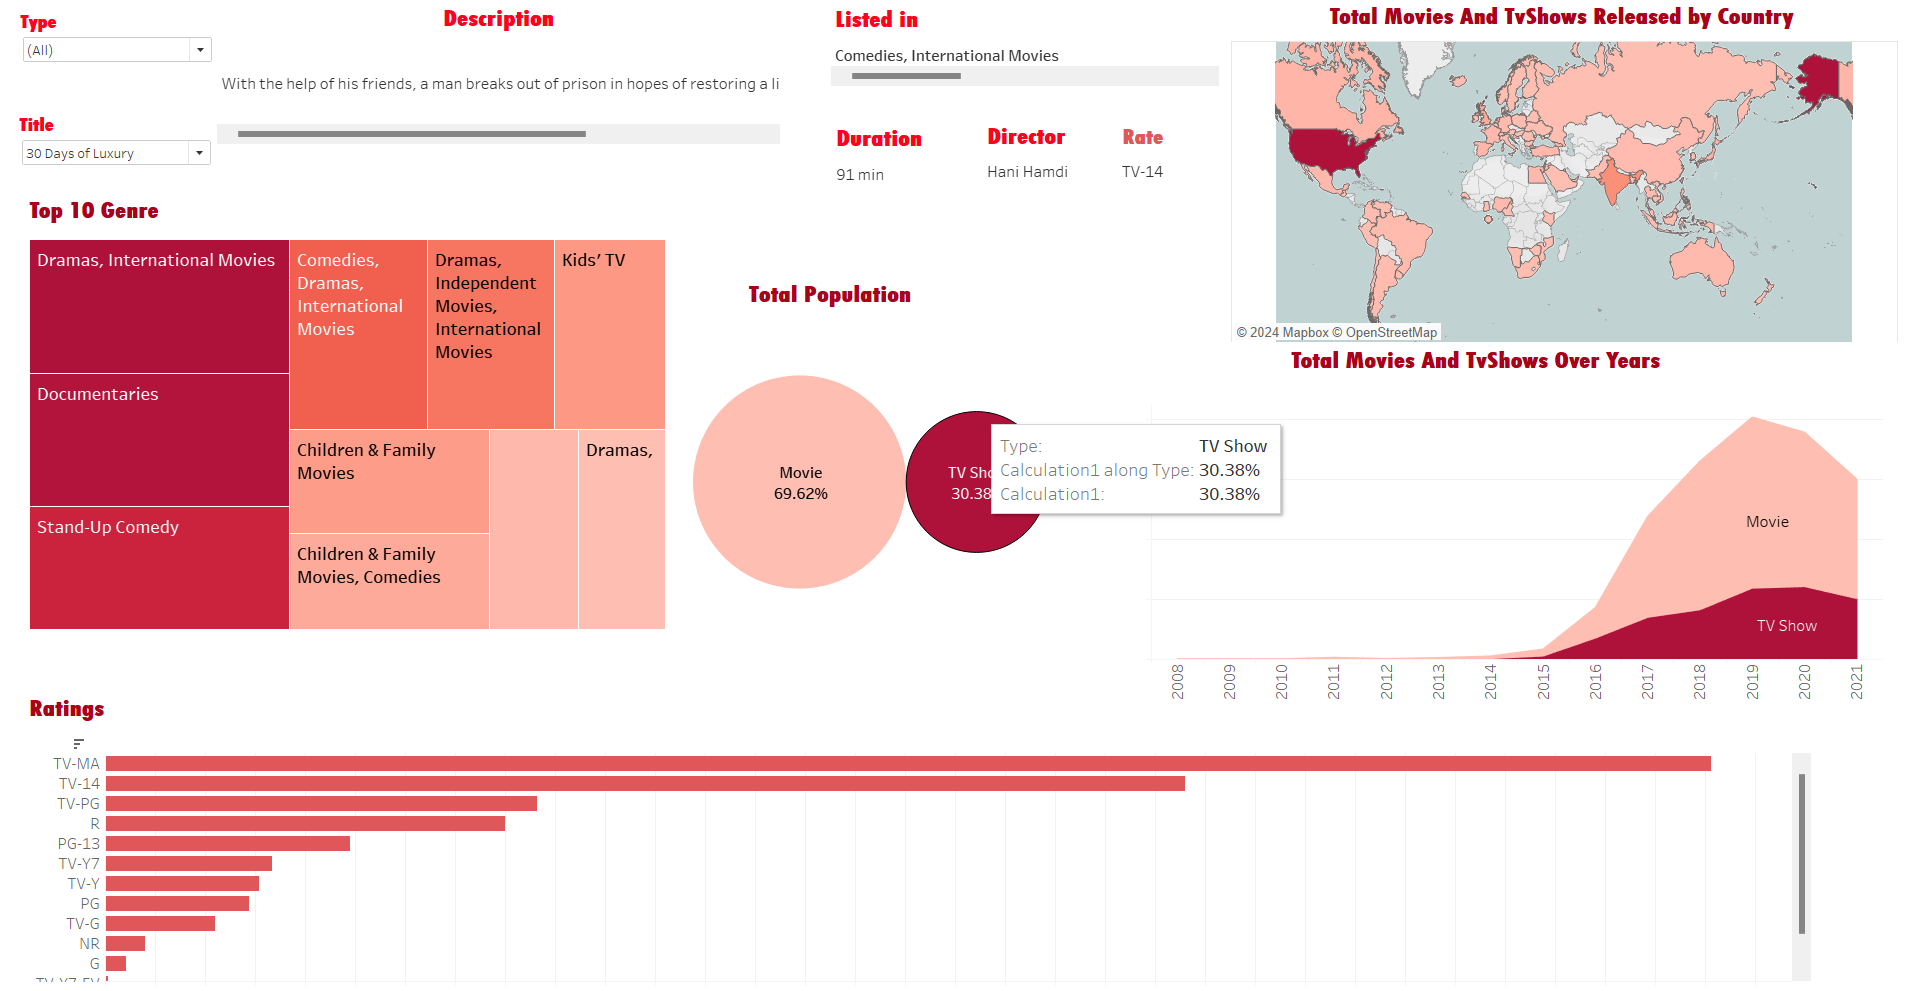 Type
(All)
Title
30 Days of Luxury
Description
With the help of his friends, a man breaks out of prison in hopes of restoring a li
Listed in
Comedies, International Movies
Duration
91 min
Director
Hani Hamdi
Rate
TV-14
Total Movies And TvShows Released by Country
© 2024 Mapbox © OpenStreetMap
Top 10 Genre
Dramas, International Movies
Documentaries
Stand-Up Comedy
Comedies,
Dramas,
International
Movies
Dramas,
Independent
Movies,
International
Movies
Kids’ TV
Children & Family
Movies
Children & Family
Movies, Comedies
Dramas,
Total Population
Movie
69.62%
TV Sho
30.38
Type: TV Show
Calculation1 along Type: 30.38%
Calculation1: 30.38%
Total Movies And TvShows Over Years
Movie
TV Show
2008
2009
2010
2011
2012
2013
2014
2015
2016
2017
2018
2019
2020
2021
Ratings
TV-MA
TV-14
TV-PG
R
PG-13
TV-Y7
TV-Y
PG
TV-G
NR
G
TV-Y7-FV